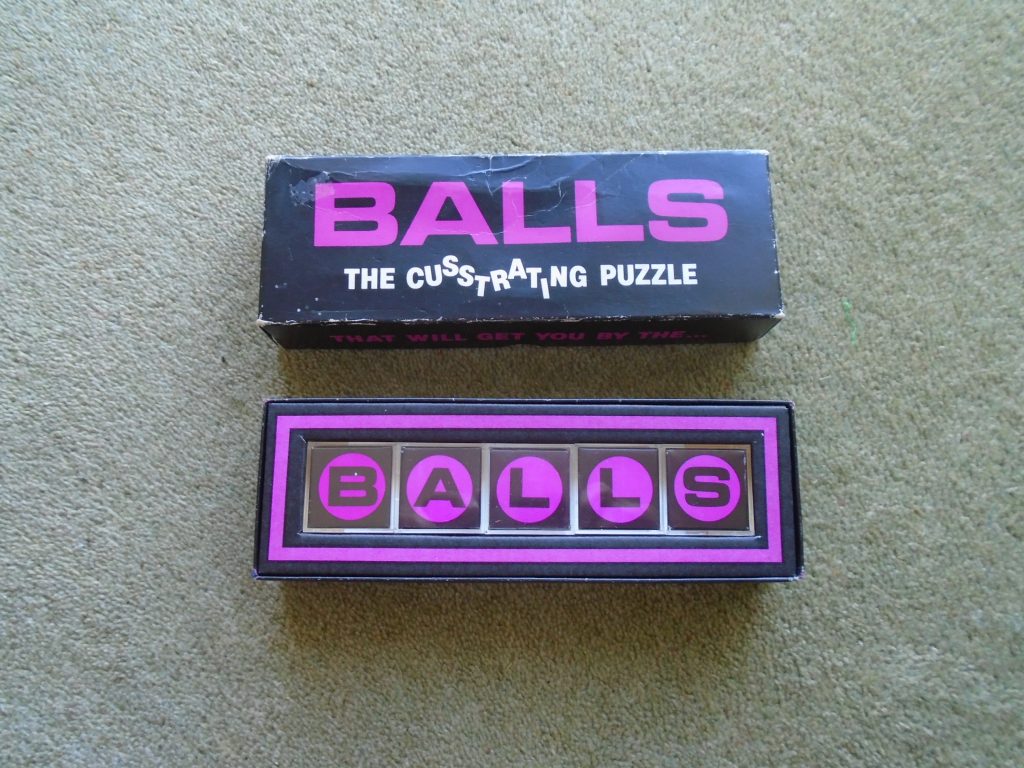 BALLS
THE CUSSTRATING PUZZLE
THAT WILL GET YOU BY THE...
BALLS